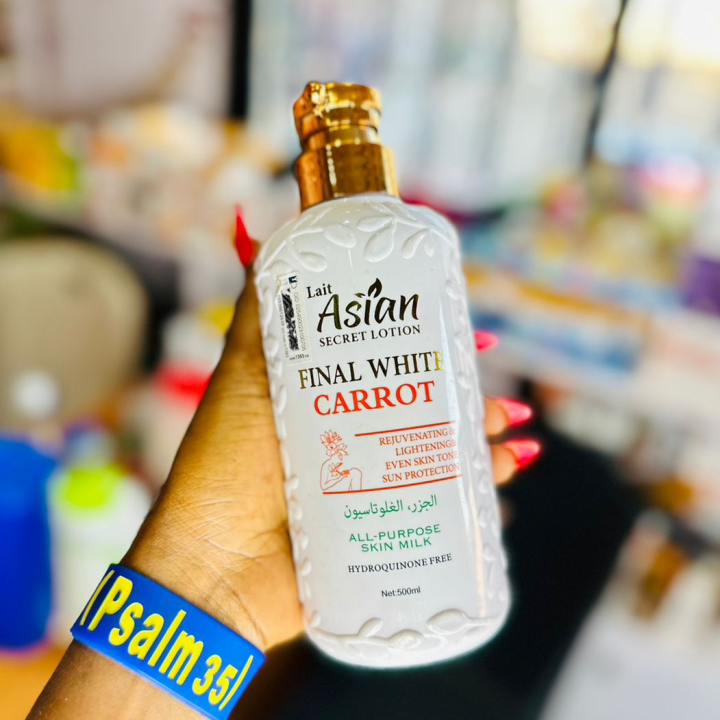 Lait
Asian
SECRET LOTION
FINAL WHITE
CARROT
REJUVENATING &
LIGHTENING &
EVEN SKIN TONE
SUN PROTECTION
الجزر، الغلوتاسيون
ALL-PURPOSE
SKIN MILK
HYDROQUINONE FREE
Net:500ml
(Psalm 35)